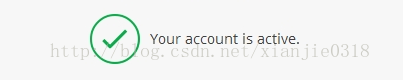 Your account is active.
http://blog.csdn.net/xianjie0318